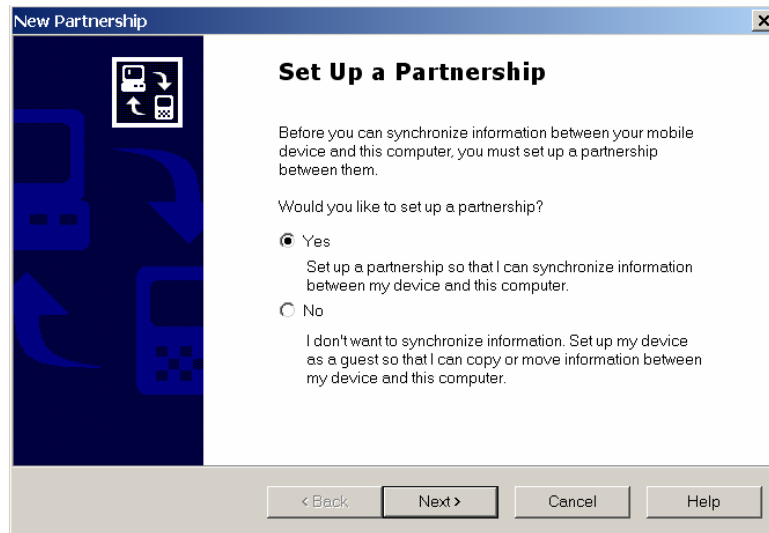 New Partnership
Set Up a Partnership
Before you can synchronize information between your mobile
device and this computer, you must set up a partnership
between them.
Would you like to set up a partnership?
Yes
Set up a partnership so that I can synchronize information
between my device and this computer.
No
I don't want to synchronize information. Set up my device
as a guest so that I can copy or move information between
my device and this computer.
< Back Next > Cancel Help